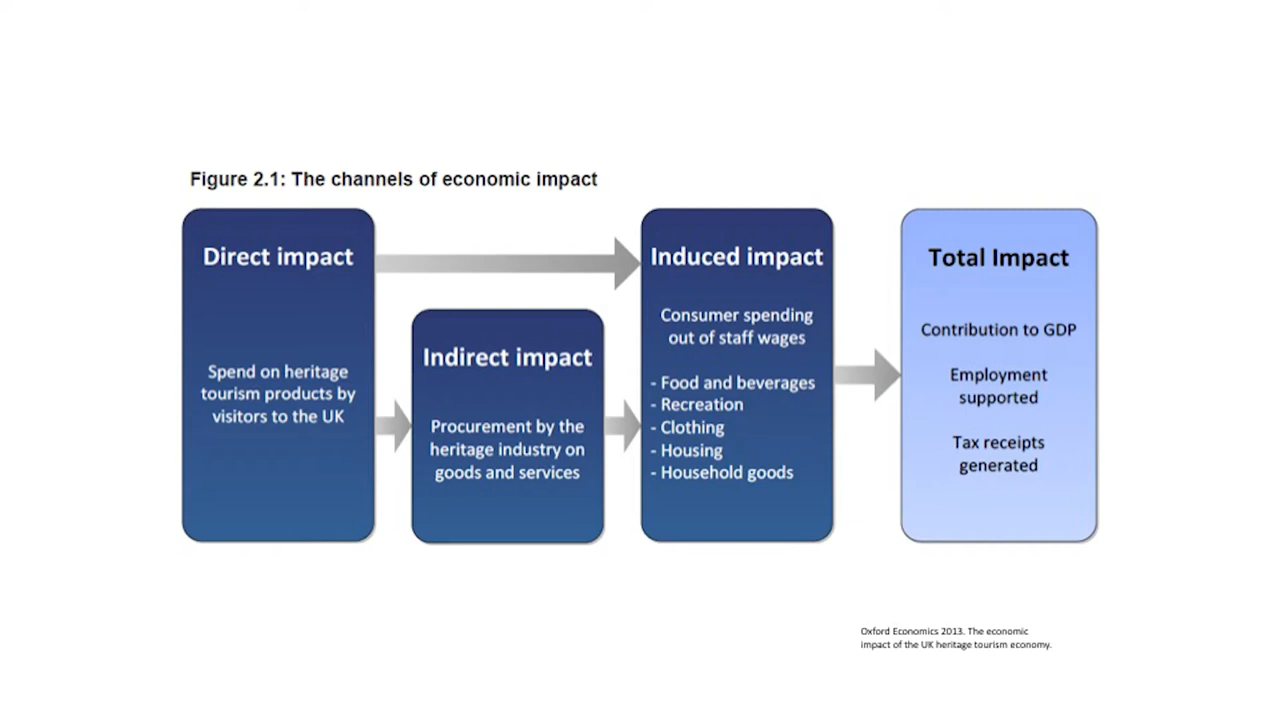 Figure 2.1: The channels of economic impact
Direct impact
Spend on heritage
tourism products by
visitors to the UK
Indirect impact
Procurement by the
heritage industry on
goods and services
Induced impact
Consumer spending
out of staff wages
- Food and beverages
- Recreation
- Clothing
- Housing
- Household goods
Total Impact
Contribution to GDP
Employment
supported
Tax receipts
generated
Oxford Economics 2013. The economic
impact of the UK heritage tourism economy.